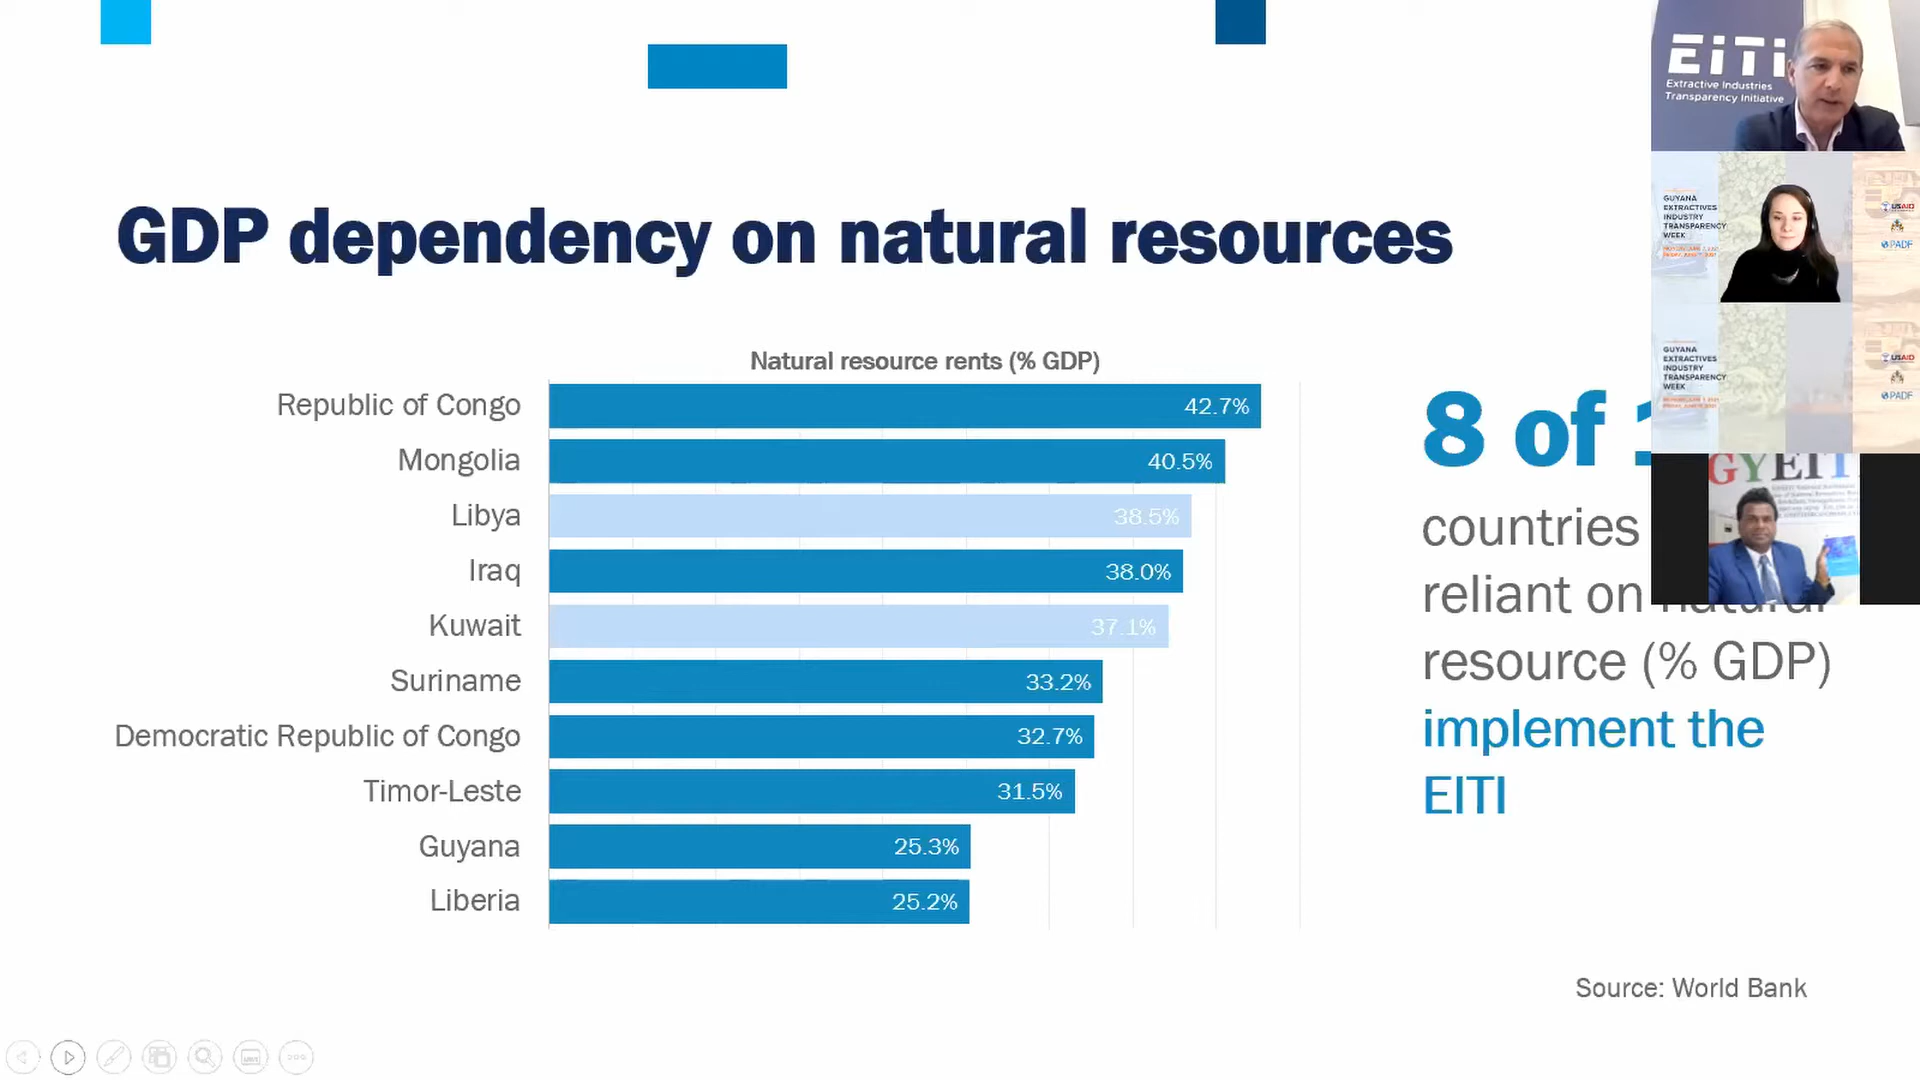 GDP dependency on natural resources
Natural resource rents (% GDP)
Republic of Congo 42.7%
Mongolia 40.5%
Libya 38.5%
Iraq 38.0%
Kuwait 37.1%
Suriname 33.2%
Democratic Republic of Congo 32.7%
Timor-Leste 31.5%
Guyana 25.3%
Liberia 25.2%
8 of
countries
reliant on natural
resource (% GDP)
implement the
EITI
Source: World Bank
EiTi
Extractive Industries
Transparency Initiative
GUYANA
EXTRACTIVES
INDUSTRY
TRANSPARENCY
WEEK
USAID
PADF
GUYANA
EXTRACTIVES
INDUSTRY
TRANSPARENCY
WEEK
USAID
PADF
GYEITI